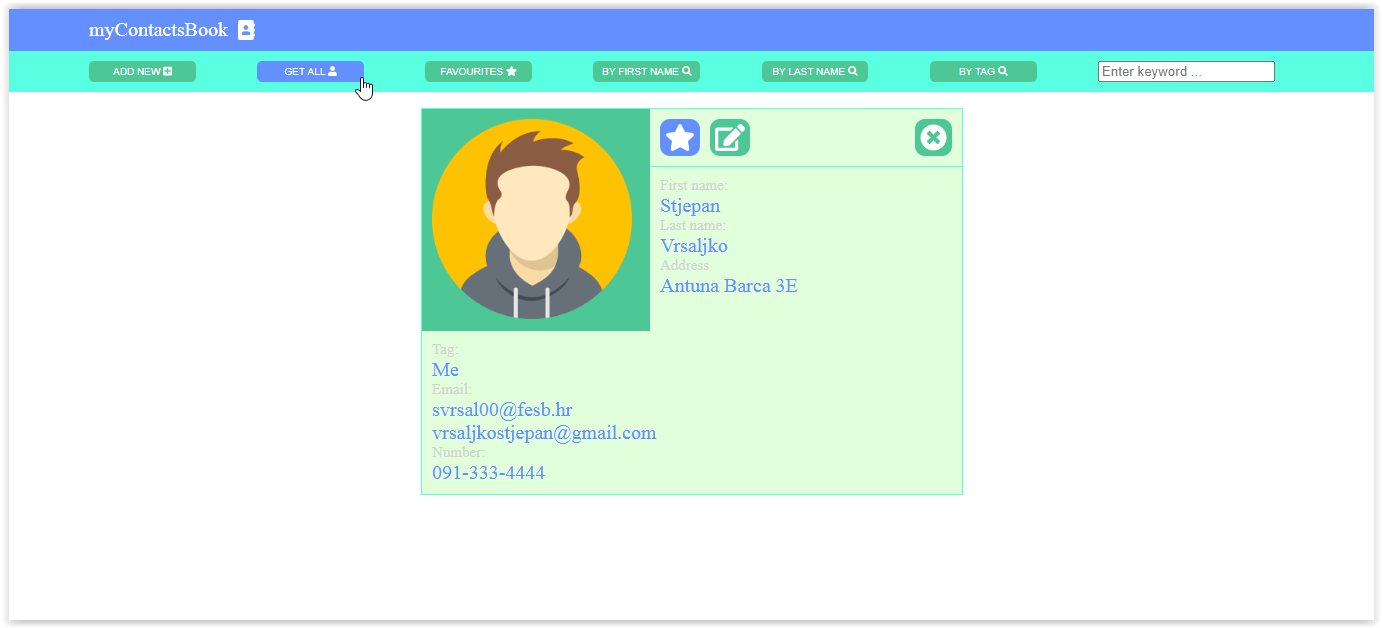 myContactsBook
ADD NEW
GET ALL
FAVOURITES
BY FIRST NAME
BY LAST NAME
BY TAG
Enter keyword ...
First name:
Stjepan
Last name:
Vrsaljko
Address
Antuna Barca 3E
Tag:
Me
Email:
svrsal00@fesb.hr
vrsaljkostjepan@gmail.com
Number:
091-333-4444